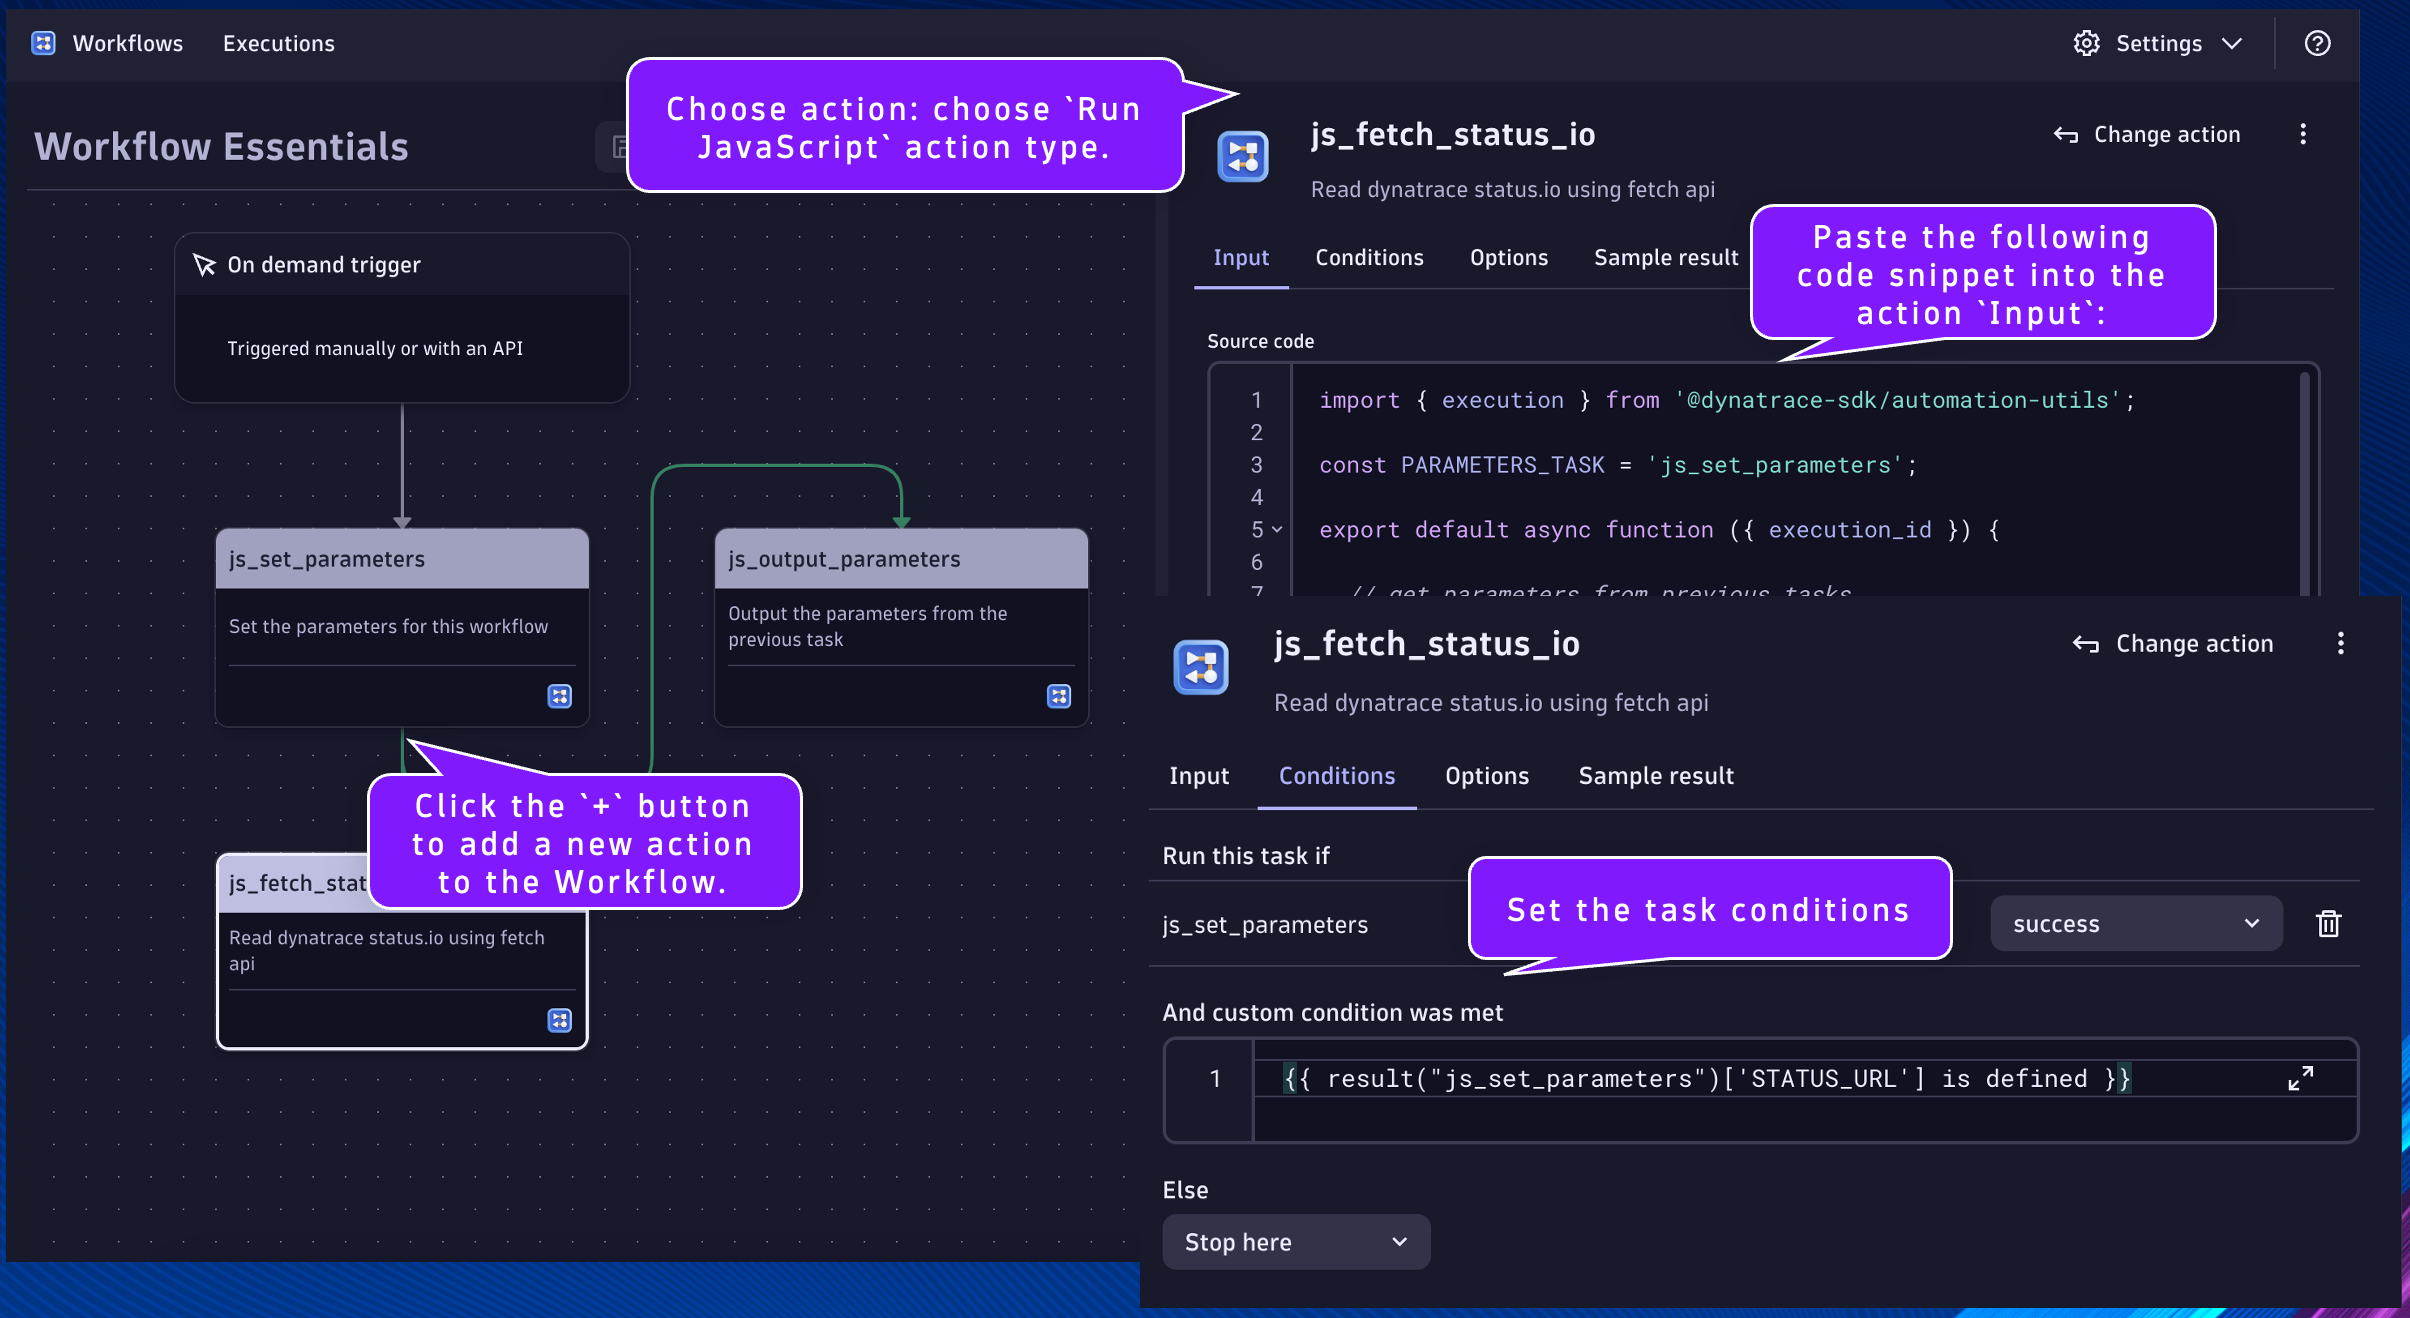 Workflows
Executions
Settings
Workflow Essentials
Choose action: choose `Run
JavaScript` action type.
js_fetch_status_io
Change action
Read dynatrace status.io using fetch api
Input
Conditions
Options
Sample result
Paste the following
code snippet into the
action `Input`:
Source code
1
import { execution } from '@dynatrace-sdk/automation-utils';
2
3
const PARAMETERS_TASK = 'js_set_parameters';
4
5
export default async function ({ execution_id }) {
6
7
// get parameters from previous tasks
On demand trigger
Triggered manually or with an API
js_set_parameters
Set the parameters for this workflow
js_output_parameters
Output the parameters from the
previous task
Click the `+` button
to add a new action
to the Workflow.
js_fetch_stat
Read dynatrace status.io using fetch
api
js_fetch_status_io
Change action
Read dynatrace status.io using fetch api
Input
Conditions
Options
Sample result
Run this task if
Set the task conditions
js_set_parameters
success
And custom condition was met
1
{{ result("js_set_parameters")['STATUS_URL'] is defined }}
Else
Stop here